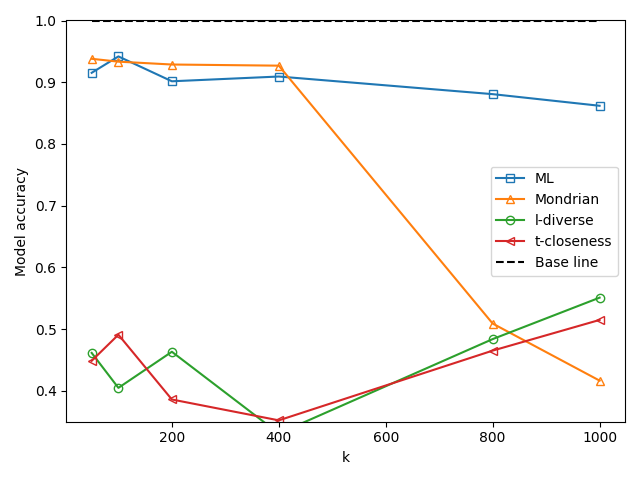 1.0
0.9
0.8
0.7
0.6
0.5
0.4
Model accuracy
ML
Mondrian
l-diverse
t-closeness
Base line
200 400 600 800 1000
k